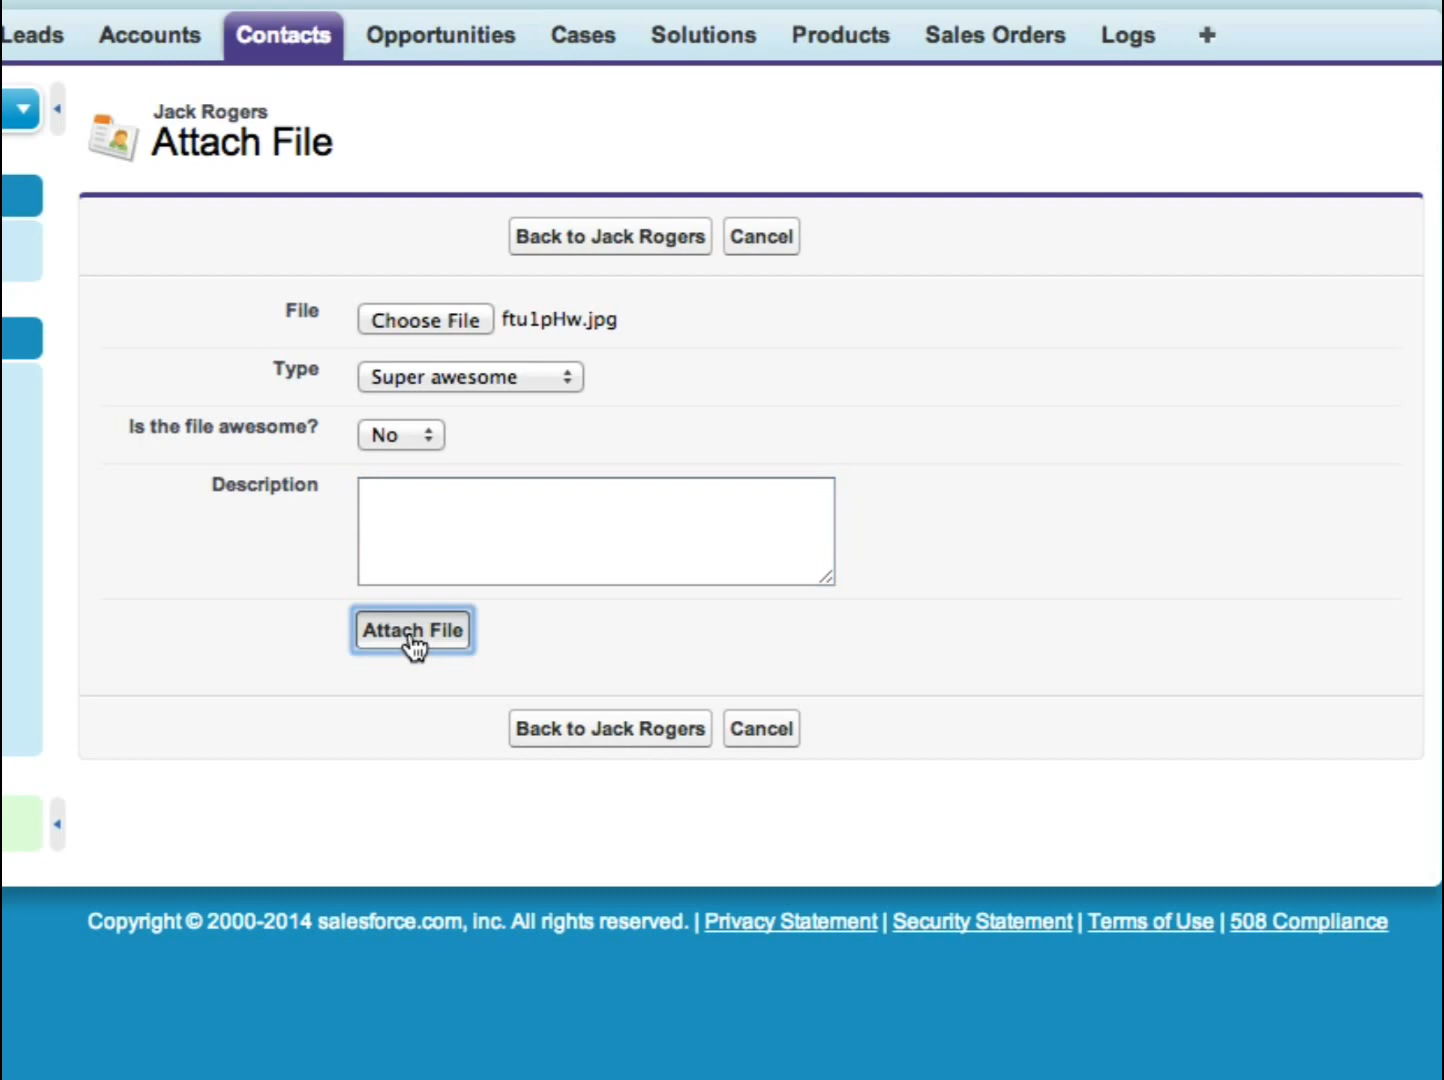 Leads Accounts Contacts Opportunities Cases Solutions Products Sales Orders Logs +
Jack Rogers
Attach File
Back to Jack Rogers Cancel
File Choose File ftu1pHw.jpg
Type Super awesome
Is the file awesome? No
Description
Attach File
Back to Jack Rogers Cancel
Copyright © 2000-2014 salesforce.com, inc. All rights reserved. | Privacy Statement | Security Statement | Terms of Use | 508 Compliance